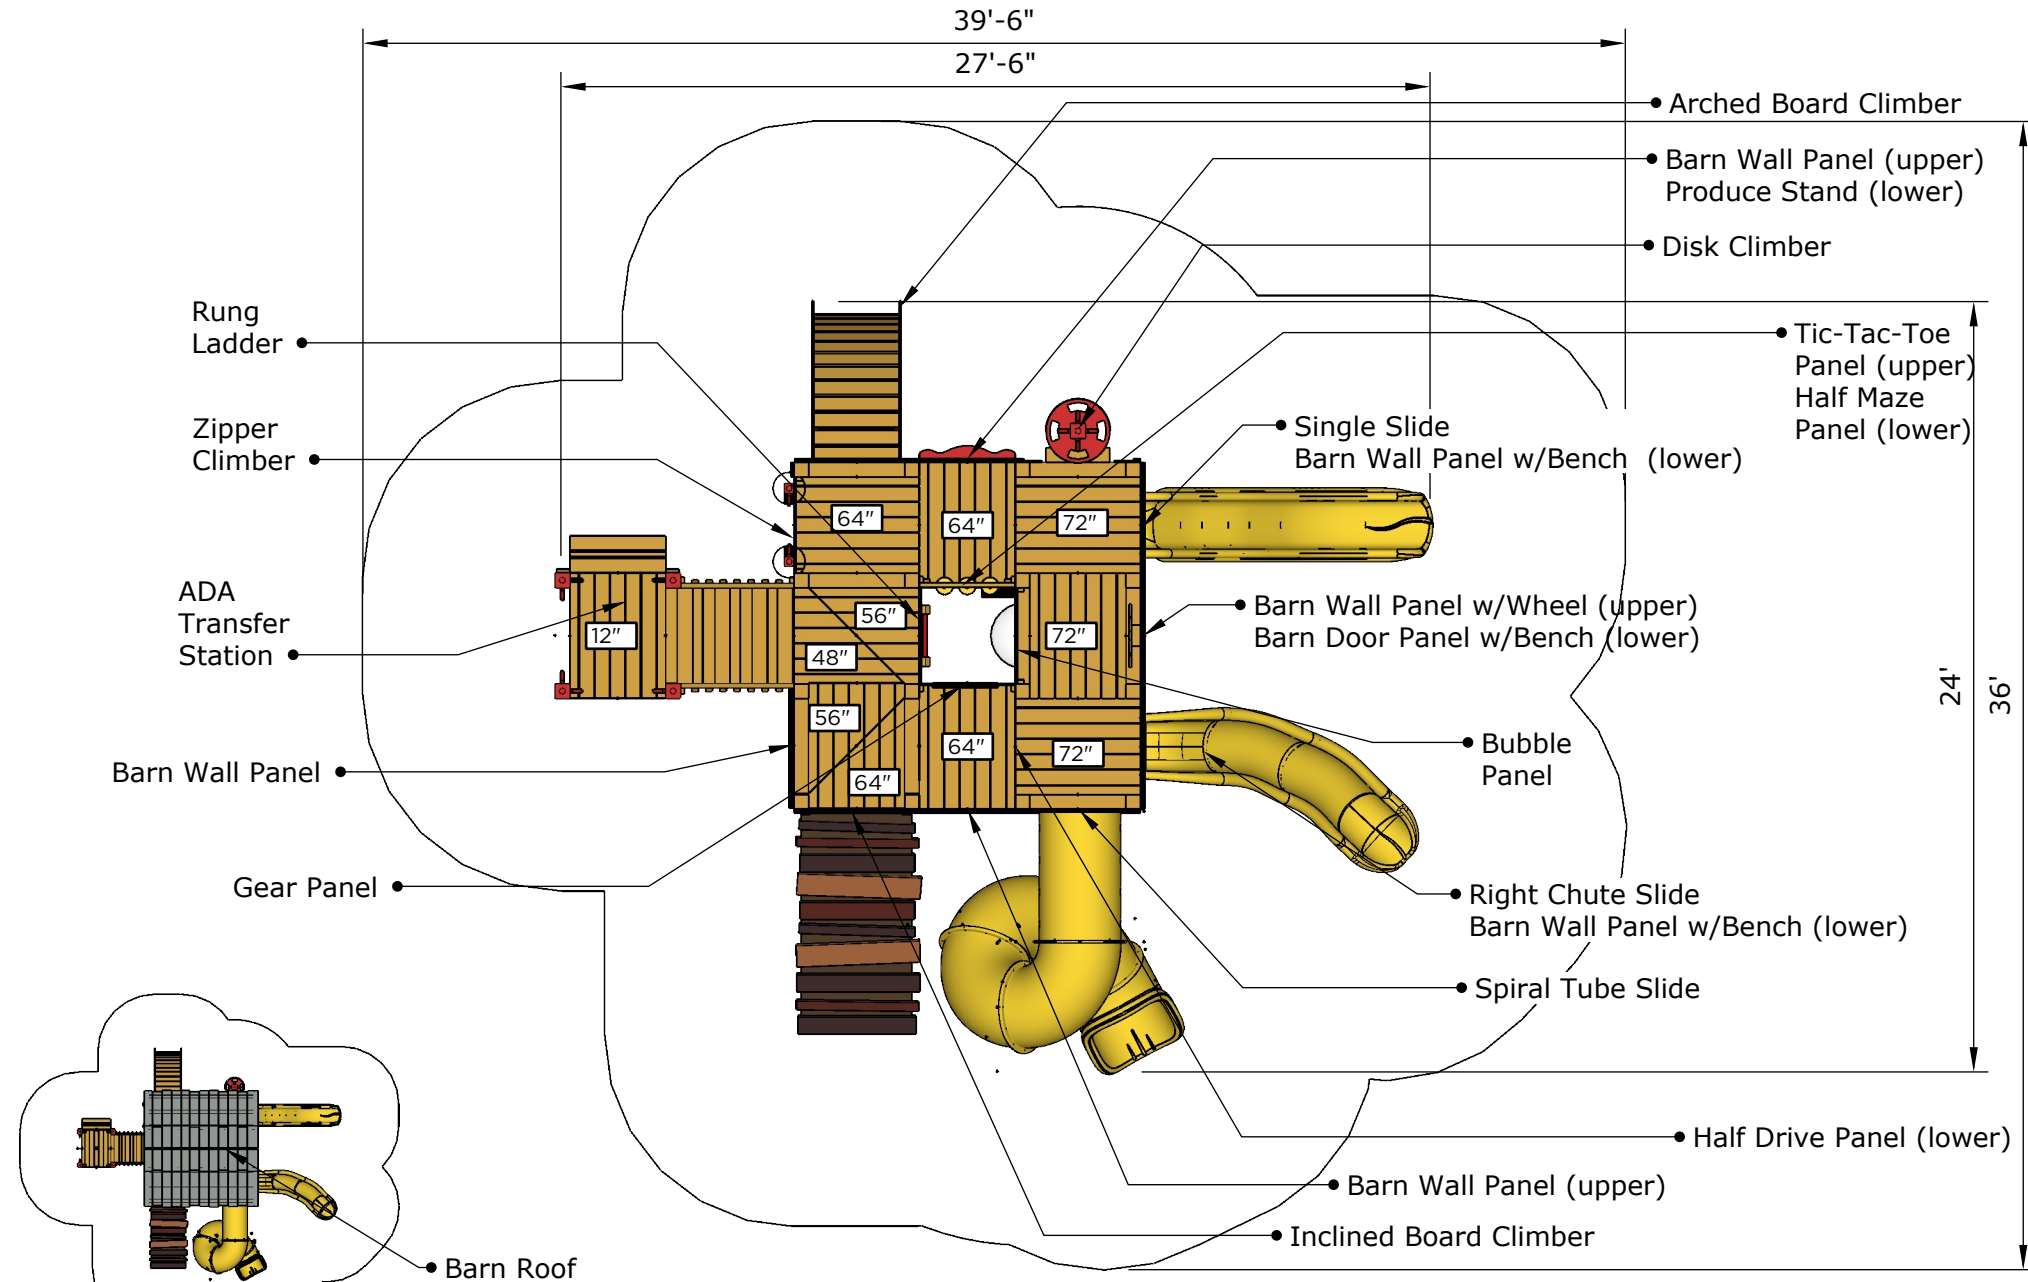 39'-6"
27'-6"
Arched Board Climber
Barn Wall Panel (upper)
Produce Stand (lower)
Disk Climber
Rung
Ladder
Tic-Tac-Toe
Panel (upper)
Half Maze
Panel (lower)
Zipper
Climber
Single Slide
Barn Wall Panel w/Bench (lower)
64"
64"
72"
ADA
Transfer
Station
12"
56"
48"
72"
Barn Wall Panel w/Wheel (upper)
Barn Door Panel w/Bench (lower)
24'
36'
56"
64"
72"
64"
Barn Wall Panel
Bubble
Panel
Gear Panel
Right Chute Slide
Barn Wall Panel w/Bench (lower)
Spiral Tube Slide
Half Drive Panel (lower)
Barn Wall Panel (upper)
Inclined Board Climber
Barn Roof